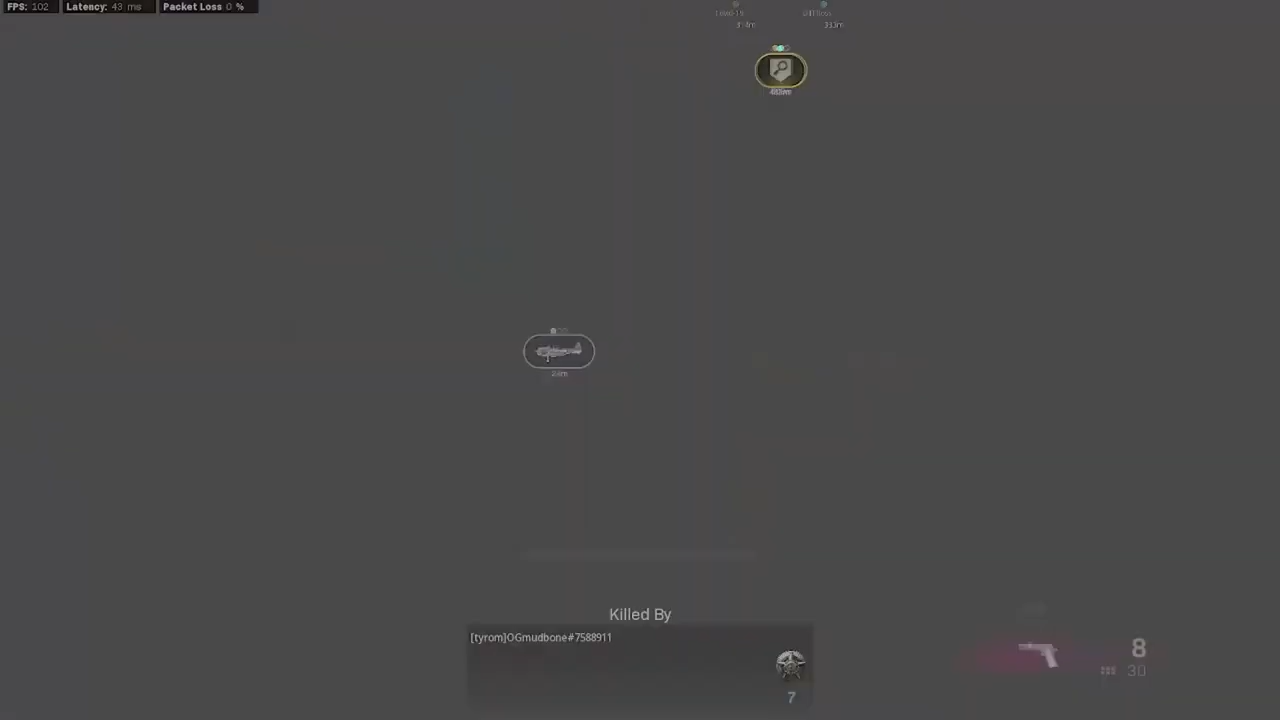 FPS: 102 Latency: 43 ms Packet Loss 0 %
Killed By
[tyrom]OGmudbone#7588911
8
30
7